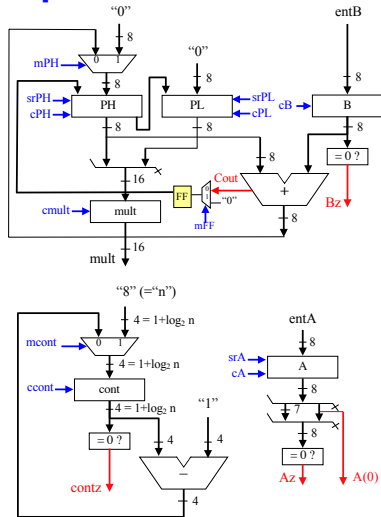 “0”
entB
8
8
mPH
0
1
“0”
8
8
8
srPH
cPH
PH
PL
srPL
cPL
cB
B
8
8
8
8
= 0 ?
16
Cout
FF
0
1
“0”
+
cmult
mult
mFF
8
Bz
16
mult
“8” (=“n”)
entA
4 = 1+log2 n
mcont
0
1
8
srA
cA
A
4 = 1+log2 n
ccont
cont
“1”
8
4 = 1+log2 n
7
= 0 ?
4
4
8
−
= 0 ?
contz
4
Az
A(0)